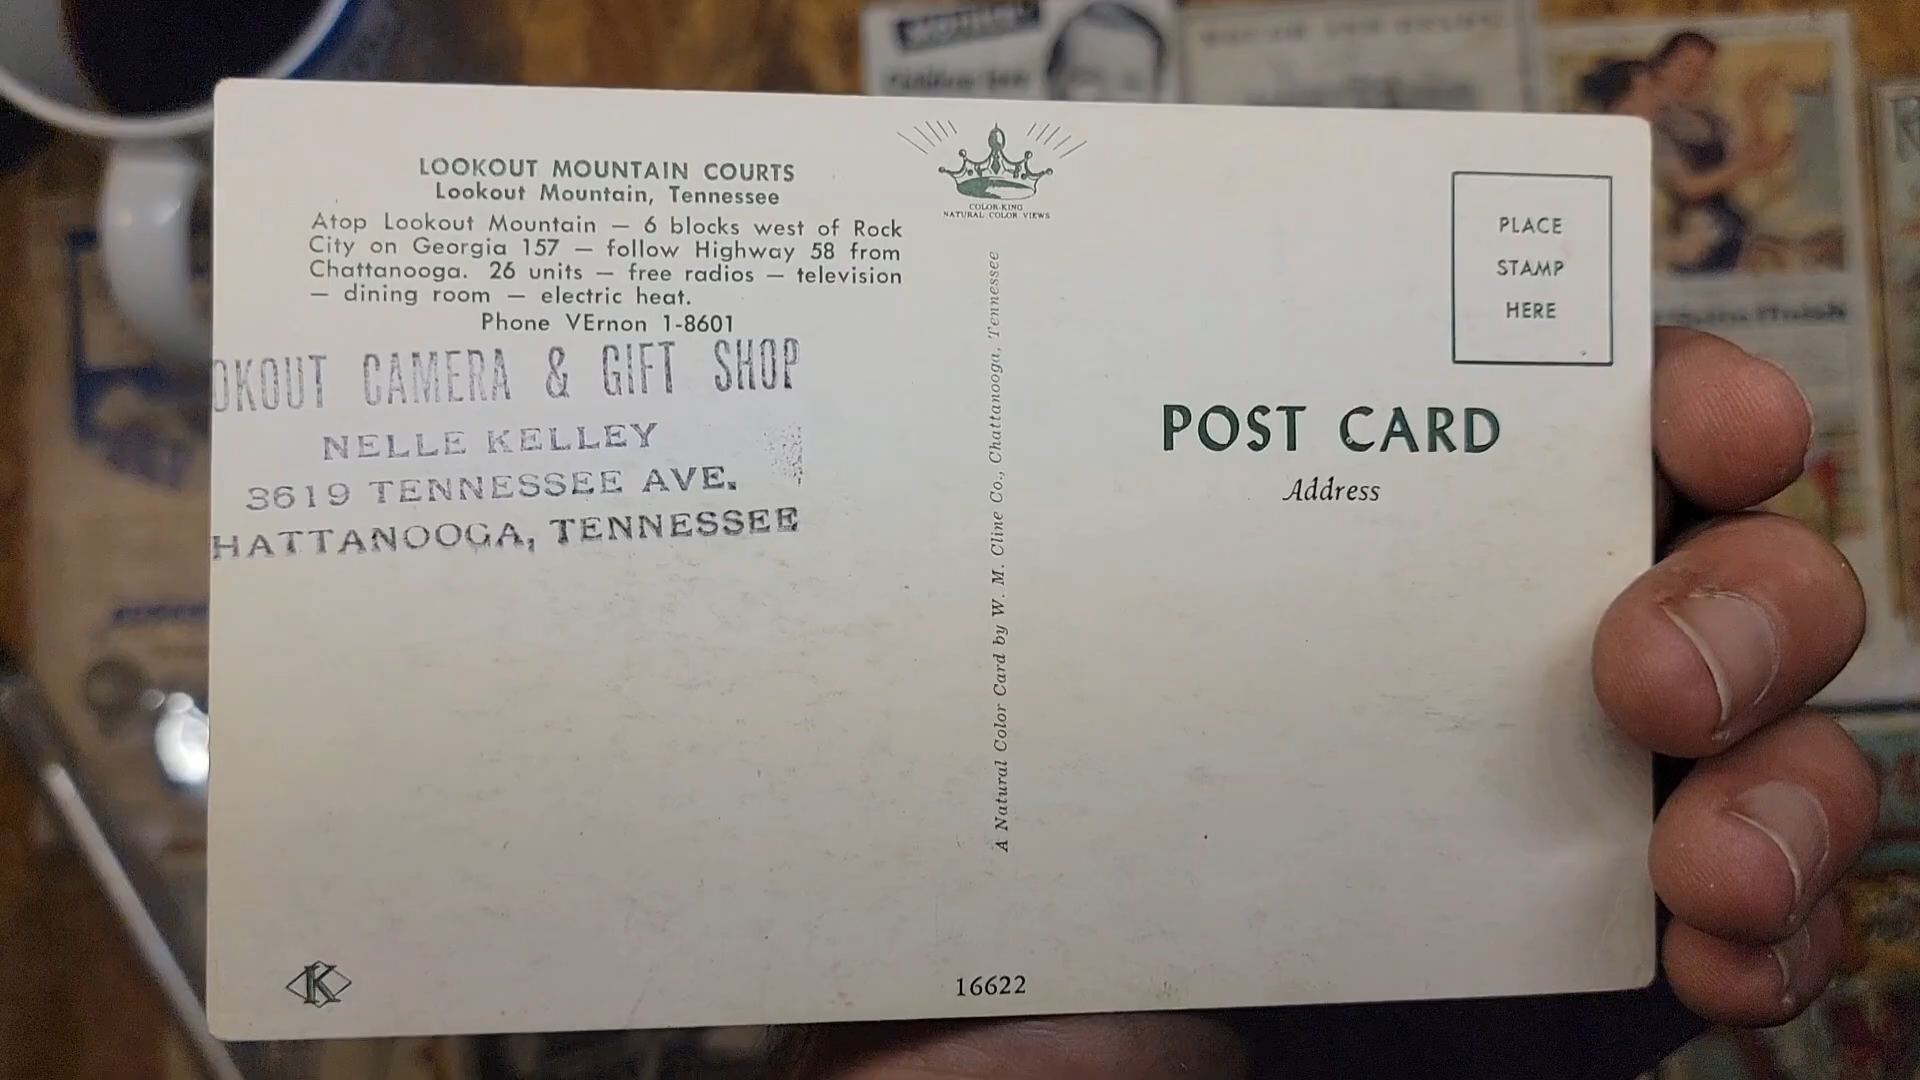 LOOKOUT MOUNTAIN COURTS
Lookout Mountain, Tennessee
Atop Lookout Mountain — 6 blocks west of Rock
City on Georgia 157 — follow Highway 58 from
Chattanooga. 26 units — free radios — television
— dining room — electric heat.
Phone VErnon 1-8601
OKOUT CAMERA & GIFT SHOP
NELLE KELLEY
3619 TENNESSEE AVE.
HATTANOOGA, TENNESSEE
K
COLOR-KING
NATURAL COLOR VIEWS
A Natural Color Card by W. M. Cline Co., Chattanooga, Tennessee
16622
PLACE
STAMP
HERE
POST CARD
Address